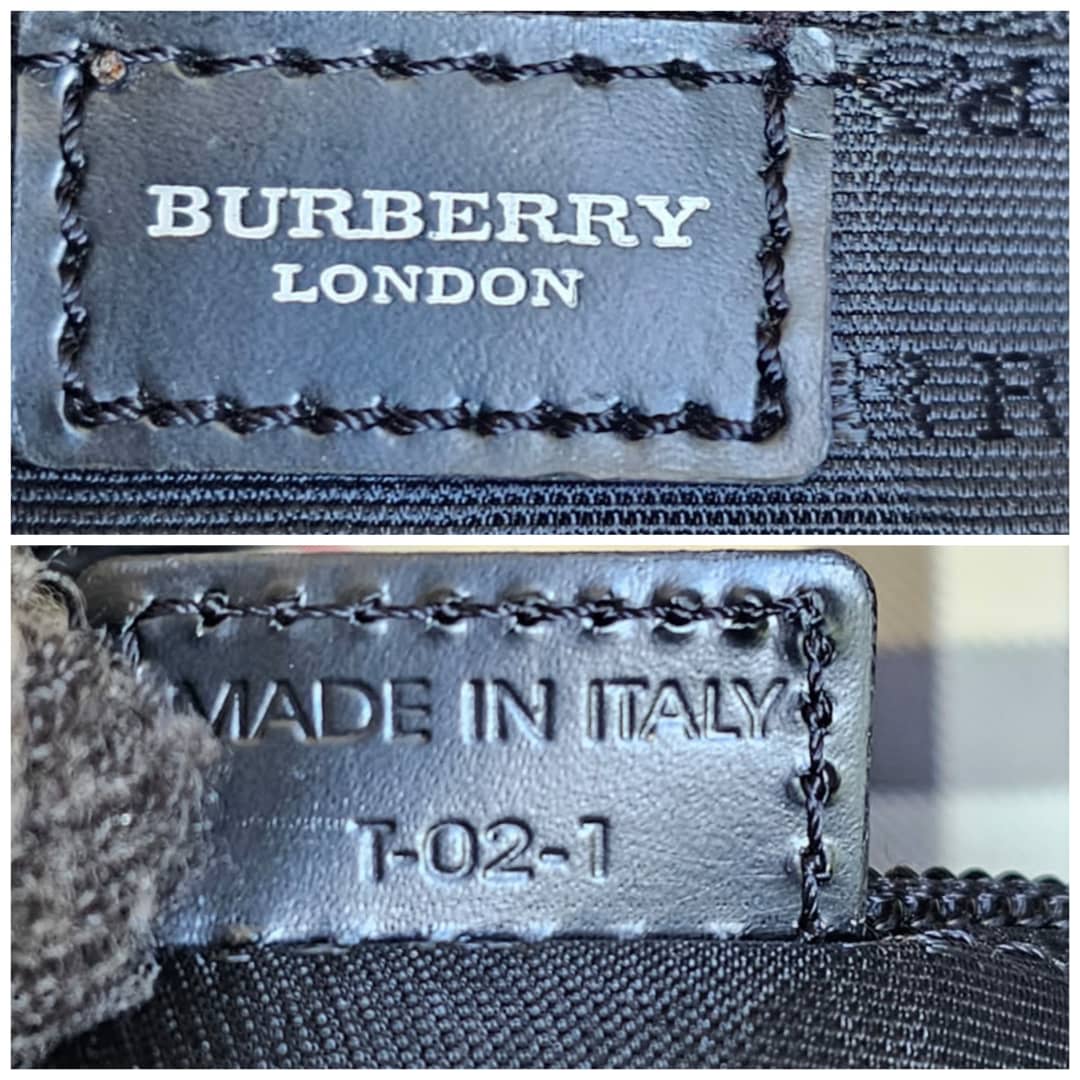 BURBERRY
LONDON
MADE IN ITALY
T-02-1